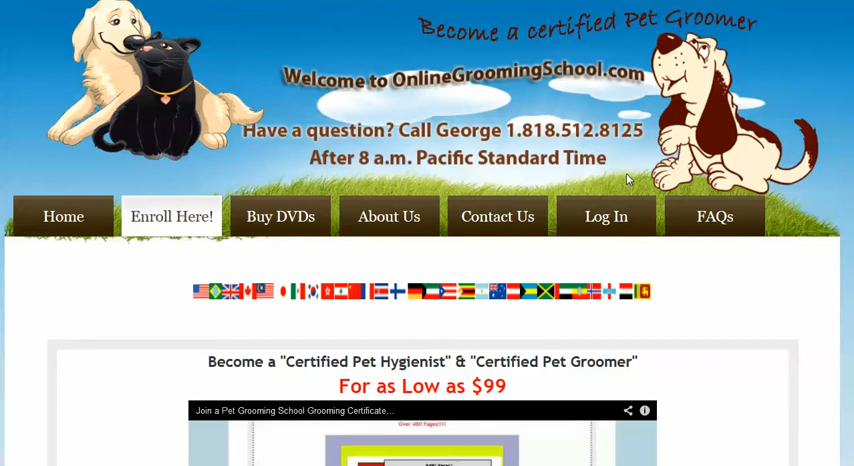 Become a certified Pet Groomer
Welcome to OnlineGroomingSchool.com
Have a question? Call George 1.818.512.8125
After 8 a.m. Pacific Standard Time
Home Enroll Here! Buy DVDs About Us Contact Us Log In FAQs
Become a "Certified Pet Hygienist" & "Certified Pet Groomer"
For as Low as $99
Join a Pet Grooming School Grooming Certificate...
Over 480 Pages!!!!